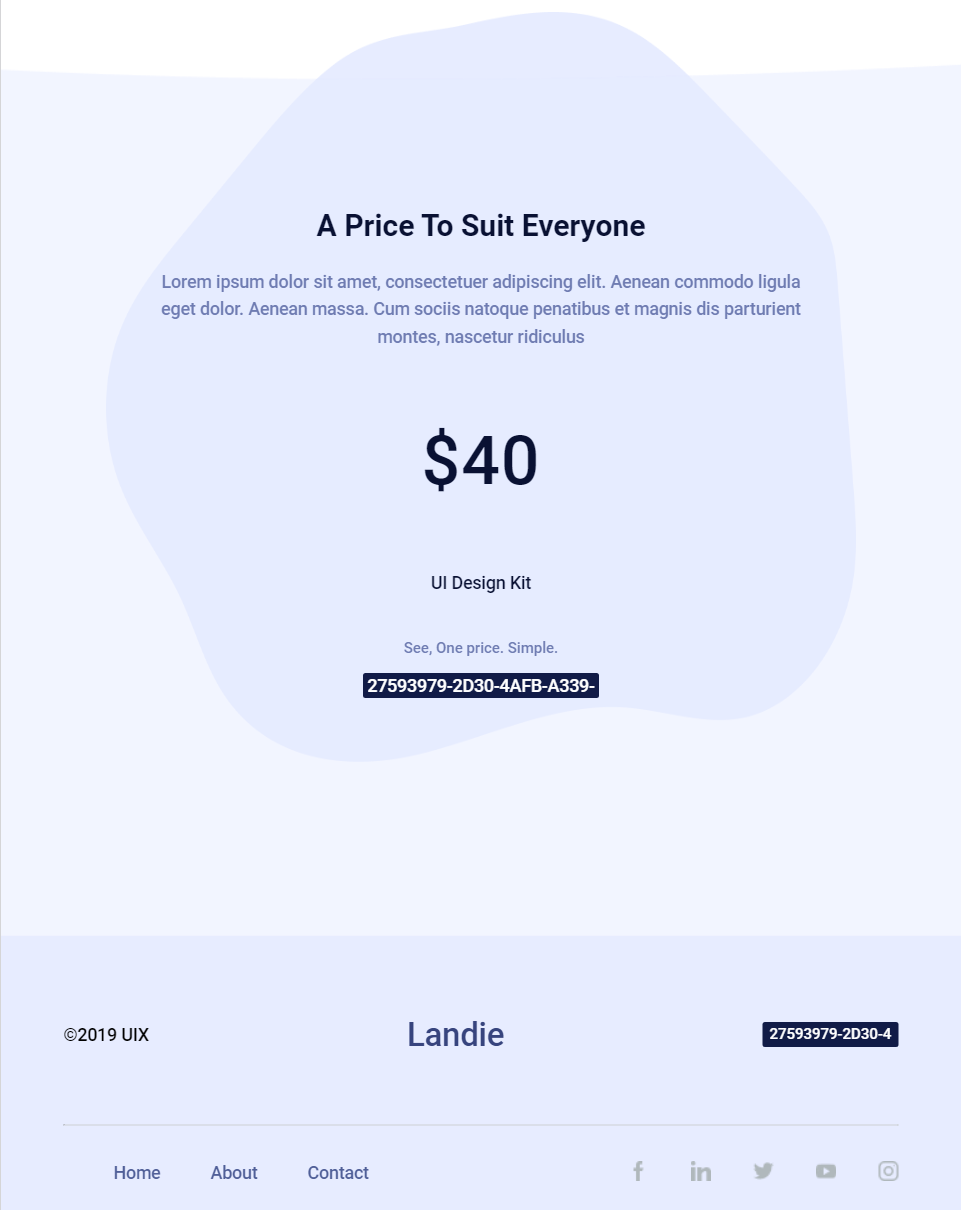 A Price To Suit Everyone
Lorem ipsum dolor sit amet, consectetuer adipiscing elit. Aenean commodo ligula
eget dolor. Aenean massa. Cum sociis natoque penatibus et magnis dis parturient
montes, nascetur ridiculus
$40
UI Design Kit
See, One price. Simple.
27593979-2D30-4AFB-A339-
©2019 UIX
Landie
27593979-2D30-4
Home
About
Contact